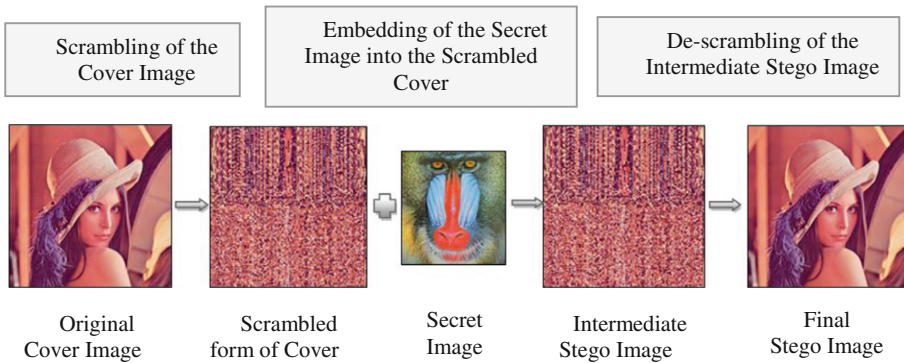 Scrambling of the
Cover Image
Embedding of the Secret
Image into the Scrambled
Cover
De-scrambling of the
Intermediate Stego Image
Original
Cover Image
Scrambled
form of Cover
Secret
Image
Intermediate
Stego Image
Final
Stego Image